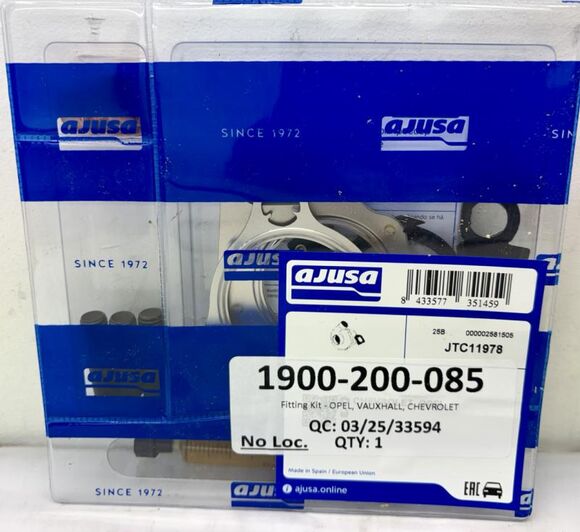 ajusa
SINCE 1972
ajusa
SIN
SINCE 1972
ajusa
ajusa
8 433577 351459
25B 000002581505
JTC11978
1900-200-085
Fitting Kit - OPEL, VAUXHALL, CHEVROLET
QC: 03/25/33594
No Loc. QTY: 1
Made in Spain / European Union
ajusa
ajusa.online
EAC
SINCE 1972
ajusa